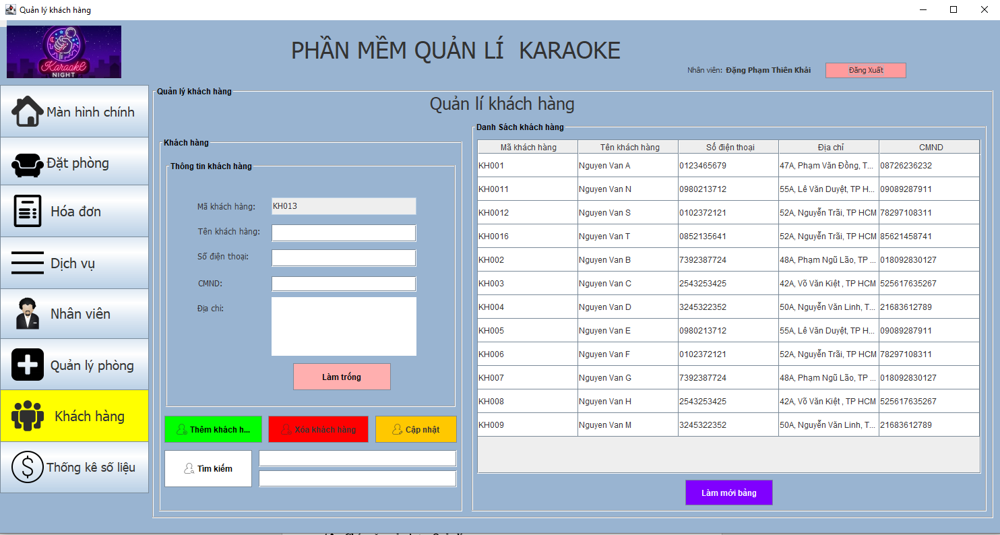 Quản lý khách hàng
Karaoke
NIGHT
PHẦN MỀM QUẢN LÍ KARAOKE
Nhân viên: Đặng Phạm Thiên Khải
Đăng Xuất
Màn hình chính
Đặt phòng
Hóa đơn
Dịch vụ
Nhân viên
Quản lý phòng
Khách hàng
Thống kê số liệu
Quản lý khách hàng
Quản lí khách hàng
Khách hàng
Thông tin khách hàng
Mã khách hàng: KH013
Tên khách hàng:
Số điện thoại:
CMND:
Địa chỉ:
Làm trống
Thêm khách h... Xóa khách hàng Cập nhật
Tìm kiếm
Danh Sách khách hàng
Mã khách hàng Tên khách hàng Số điện thoại Địa chỉ CMND
KH001 Nguyen Van A 0123465679 47A, Phạm Văn Đồng, T... 08726236232
KH0011 Nguyen Van N 0980213712 55A, Lê Văn Duyệt, TP H... 09089287911
KH0012 Nguyen Van S 0102372121 52A, Nguyễn Trãi, TP HCM 78297108311
KH0016 Nguyen Van T 0852135641 52A, Nguyễn Trãi, TP HCM 85621458741
KH002 Nguyen Van B 7392387724 48A, Phạm Ngũ Lão, TP ... 018092830127
KH003 Nguyen Van C 2543253425 42A, Võ Văn Kiệt , TP HCM 525617635267
KH004 Nguyen Van D 3245322352 50A, Nguyễn Văn Linh, T... 21683612789
KH005 Nguyen Van E 0980213712 55A, Lê Văn Duyệt, TP H... 09089287911
KH006 Nguyen Van F 0102372121 52A, Nguyễn Trãi, TP HCM 78297108311
KH007 Nguyen Van G 7392387724 48A, Phạm Ngũ Lão, TP ... 018092830127
KH008 Nguyen Van H 2543253425 42A, Võ Văn Kiệt , TP HCM 525617635267
KH009 Nguyen Van M 3245322352 50A, Nguyễn Văn Linh, T... 21683612789
Làm mới bảng